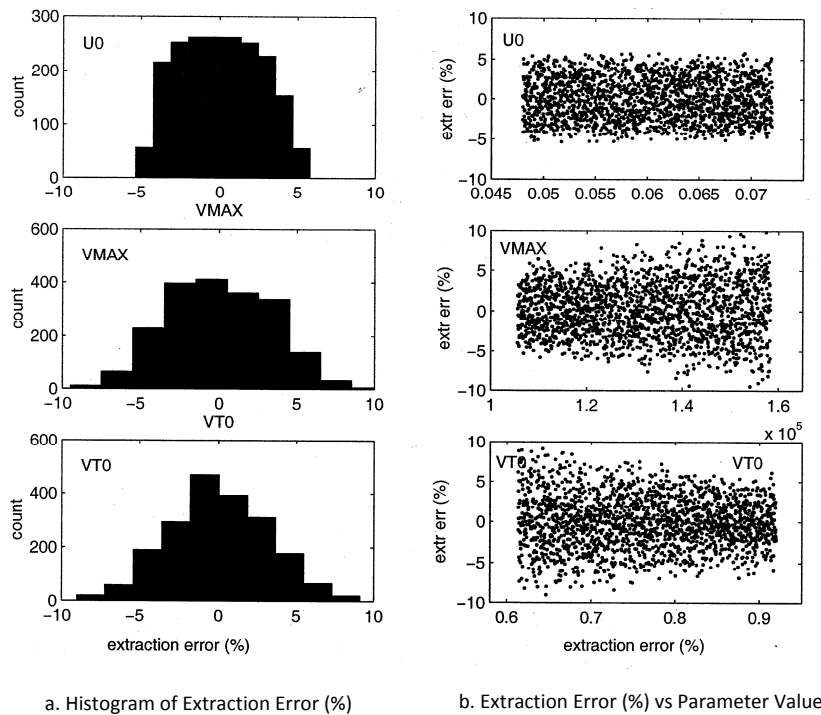 300
U0
200
count
100
0
−10 −5 0 5 10
VMAX
600
VMAX
400
count
200
0
−10 −5 0 5 10
VT0
600
VT0
400
count
200
0
−10 −5 0 5 10
extraction error (%)
a. Histogram of Extraction Error (%)
10
U0
5
extr err (%)
0
−5
−10
0.045 0.05 0.055 0.06 0.065 0.07
10
VMAX
5
extr err (%)
0
−5
−10
1 1.2 1.4 1.6
x 10^5
10
VT0 VT0
5
extr err (%)
0
−5
−10
0.6 0.7 0.8 0.9
extraction error (%)
b. Extraction Error (%) vs Parameter Value